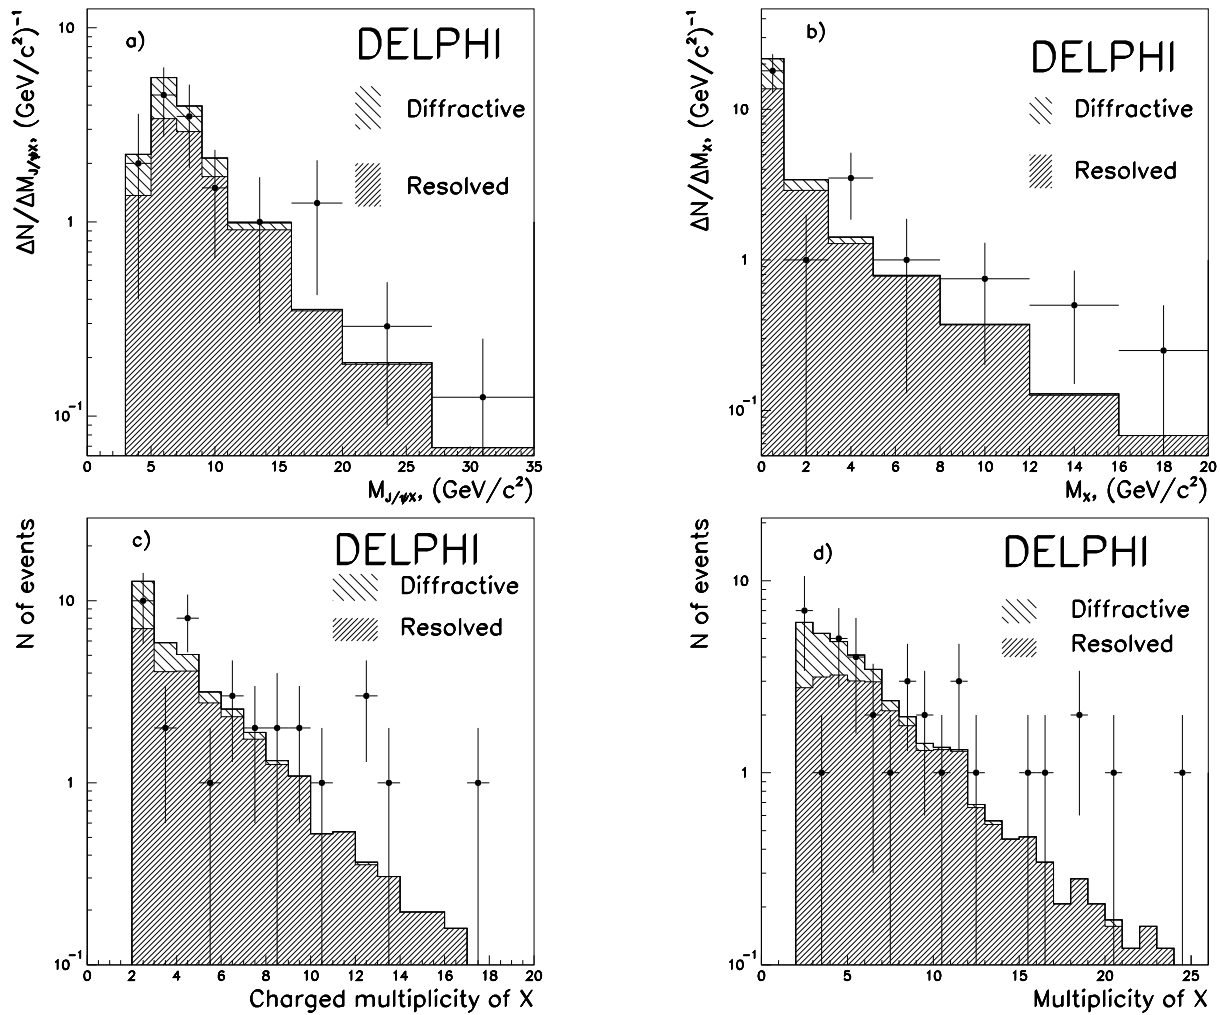 a)
DELPHI
Diffractive
Resolved
ΔN/ΔM_J/ψX, (GeV/c²)⁻¹
10
1
10⁻¹
0 5 10 15 20 25 30 35
M_J/ψX, (GeV/c²)
b)
DELPHI
Diffractive
Resolved
ΔN/ΔM_X, (GeV/c²)⁻¹
10
1
10⁻¹
0 2 4 6 8 10 12 14 16 18 20
M_X, (GeV/c²)
c)
DELPHI
Diffractive
Resolved
N of events
10
1
10⁻¹
0 2 4 6 8 10 12 14 16 18 20
Charged multiplicity of X
d)
DELPHI
Diffractive
Resolved
N of events
10
1
10⁻¹
0 5 10 15 20 25
Multiplicity of X